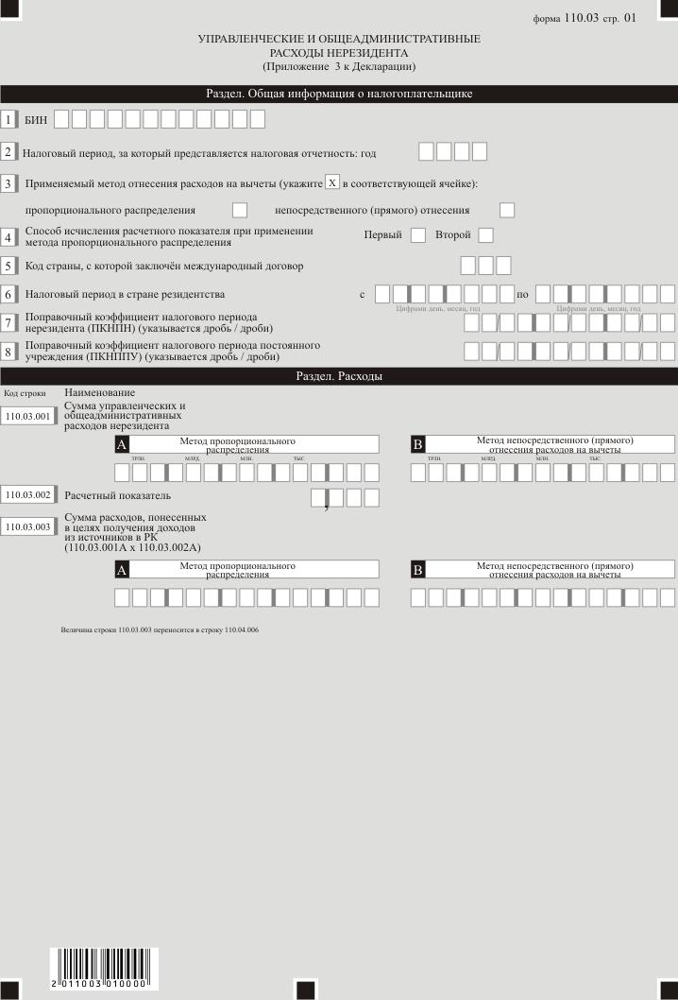 форма 110.03 стр. 01
УПРАВЛЕНЧЕСКИЕ И ОБЩЕАДМИНИСТРАТИВНЫЕ
РАСХОДЫ НЕРЕЗИДЕНТА
(Приложение 3 к Декларации)
Раздел. Общая информация о налогоплательщике
1 БИН
2 Налоговый период, за который представляется налоговая отчетность: год
3 Применяемый метод отнесения расходов на вычеты (укажите X в соответствующей ячейке):
пропорционального распределения непосредственного (прямого) отнесения
4 Способ исчисления расчетного показателя при применении
метода пропорционального распределения
Первый Второй
5 Код страны, с которой заключён международный договор
6 Налоговый период в стране резидентства с по
Цифрами день, месяц, год Цифрами день, месяц, год
7 Поправочный коэффициент налогового периода
нерезидента (ПКНПН) (указывается дробь / дроби) / / /
8 Поправочный коэффициент налогового периода постоянного
учреждения (ПКНППУ) (указывается дробь / дроби) / / /
Раздел. Расходы
Код строки Наименование
110.03.001 Сумма управленческих и
общеадминистративных
расходов нерезидента
A Метод пропорционального
распределения
B Метод непосредственного (прямого)
отнесения расходов на вычеты
ТРЛН. МЛРД. МЛН. ТЫС. ТРЛН. МЛРД. МЛН. ТЫС.
110.03.002 Расчетный показатель ,
110.03.003 Сумма расходов, понесенных
в целях получения доходов
из источников в РК
(110.03.001А х 110.03.002А)
A Метод пропорционального
распределения
B Метод непосредственного (прямого)
отнесения расходов на вычеты
Величина строки 110.03.003 переносится в строку 110.04.006
2 011003 010000